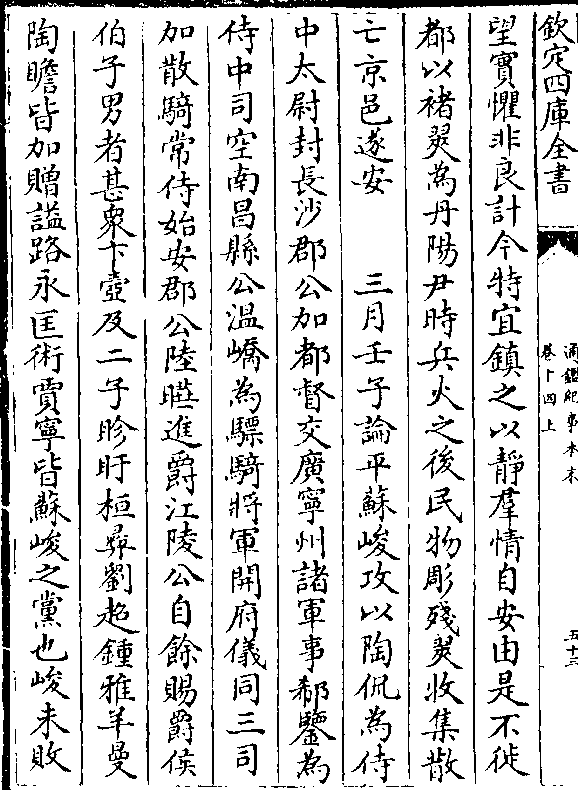 欽定四庫全書
通鑑紀事本末
卷十四上
五十三
望實懼非良計今特宜鎮之以靜羣情自安由是不徙
都以褚翜為丹陽尹時兵火之後民物彫殘翜收集散
亡京邑遂安　三月壬子論平蘇峻攻以陶侃為侍
中太尉封長沙郡公加都督交廣寧州諸軍事郗鑒為
侍中司空南昌縣公溫嶠為驃騎將軍開府儀同三司
加散騎常侍始安郡公陸曄進爵江陵公自餘賜爵侯
伯子男者甚衆卞壼及二子昣盱桓彛劉超鍾雅羊曼
陶瞻皆加贈諡路永匡術賈寧皆蘇峻之黨也峻未敗